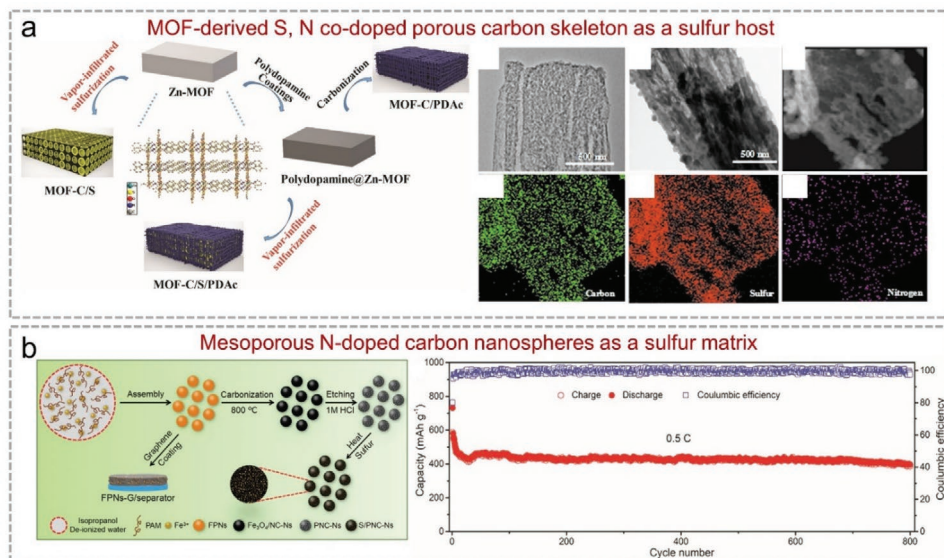 a
MOF-derived S, N co-doped porous carbon skeleton as a sulfur host
Vapor-infiltrated
sulfurization
Zn-MOF
Polydopamine
Coatings
Carbonization
MOF-C/PDAc
MOF-C/S
Polydopamine@Zn-MOF
Vapor-infiltrated
sulfurization
MOF-C/S/PDAc
500 nm
500 nm
Carbon
Sulfur
Nitrogen
b
Mesoporous N-doped carbon nanospheres as a sulfur matrix
Assembly
Carbonization
800 ºC
Etching
1M HCl
Graphene
Coating
Heat
Sulfur
FPNs-G/separator
Isopropanol
De-ionized water
PAM
Fe³⁺
FPNs
Fe₃O₄/NC-Ns
PNC-Ns
S/PNC-Ns
1000
800
600
400
200
0
Capacity (mAh g⁻¹)
Charge
Discharge
Coulombic efficiency
0.5 C
100
80
60
40
20
0
Coulombic efficiency
0
200
400
600
800
Cycle number